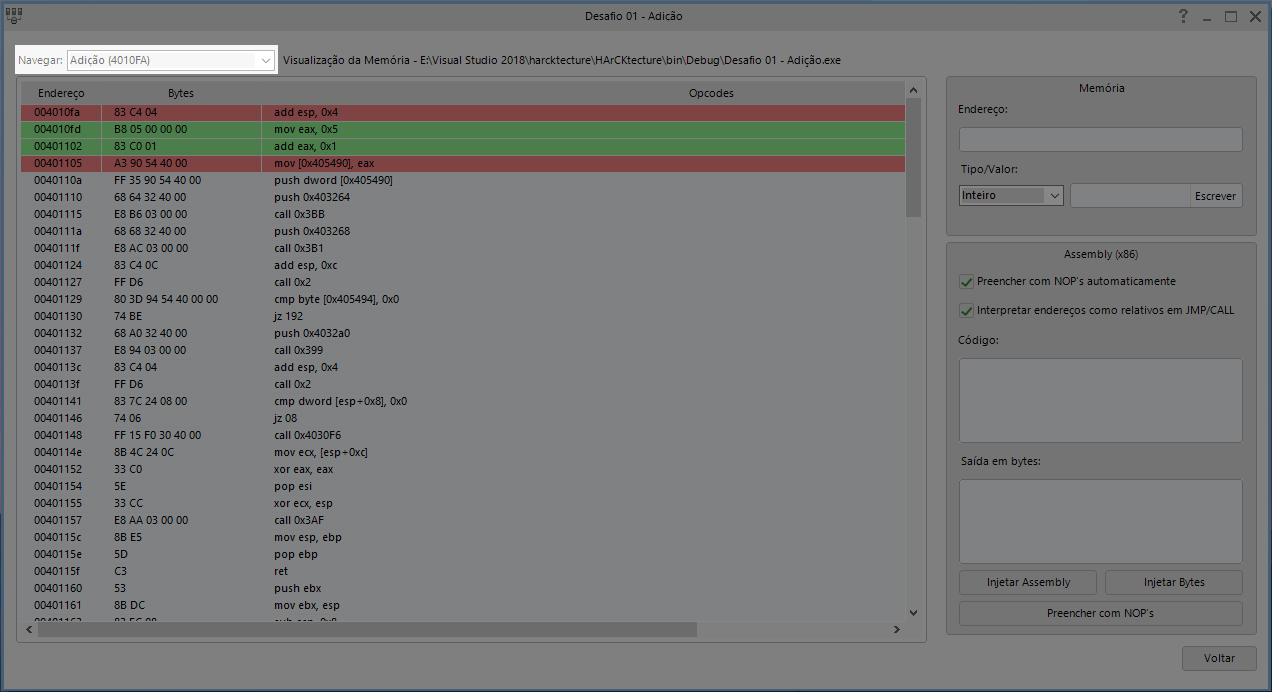 Desafio 01 - Adição
?
Navegar: Adição (4010FA) Visualização da Memória - E:\Visual Studio 2018\harcktecture\HArCKtecture\bin\Debug\Desafio 01 - Adição.exe
Endereço Bytes Opcodes
004010fa 83 C4 04 add esp, 0x4
004010fd B8 05 00 00 00 mov eax, 0x5
00401102 83 C0 01 add eax, 0x1
00401105 A3 90 54 40 00 mov [0x405490], eax
0040110a FF 35 90 54 40 00 push dword [0x405490]
00401110 68 64 32 40 00 push 0x403264
00401115 E8 B6 03 00 00 call 0x3BB
0040111a 68 68 32 40 00 push 0x403268
0040111f E8 AC 03 00 00 call 0x3B1
00401124 83 C4 0C add esp, 0xc
00401127 FF D6 call 0x2
00401129 80 3D 94 54 40 00 00 cmp byte [0x405494], 0x0
00401130 74 BE jz 192
00401132 68 A0 32 40 00 push 0x4032a0
00401137 E8 94 03 00 00 call 0x399
0040113c 83 C4 04 add esp, 0x4
0040113f FF D6 call 0x2
00401141 83 7C 24 08 00 cmp dword [esp+0x8], 0x0
00401146 74 06 jz 08
00401148 FF 15 F0 30 40 00 call 0x4030F6
0040114e 8B 4C 24 0C mov ecx, [esp+0xc]
00401152 33 C0 xor eax, eax
00401154 5E pop esi
00401155 33 CC xor ecx, esp
00401157 E8 AA 03 00 00 call 0x3AF
0040115c 8B E5 mov esp, ebp
0040115e 5D pop ebp
0040115f C3 ret
00401160 53 push ebx
00401161 8B DC mov ebx, esp
Memória
Endereço:
Tipo/Valor:
Inteiro Escrever
Assembly (x86)
Preencher com NOP's automaticamente
Interpretar endereços como relativos em JMP/CALL
Código:
Saída em bytes:
Injetar Assembly Injetar Bytes
Preencher com NOP's
Voltar